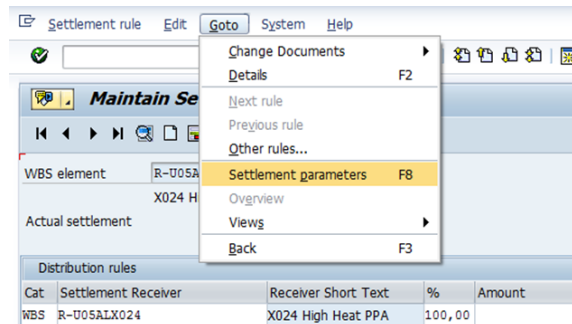 Settlement rule Edit Goto System Help
Change Documents
Details F2
Next rule
Previous rule
Other rules...
Settlement parameters F8
Overview
Views
Back F3
Maintain Se
WBS element R-U05A
X024 H
Actual settlement
Distribution rules
Cat Settlement Receiver Receiver Short Text % Amount
WBS R-U05ALX024 X024 High Heat PPA 100,00